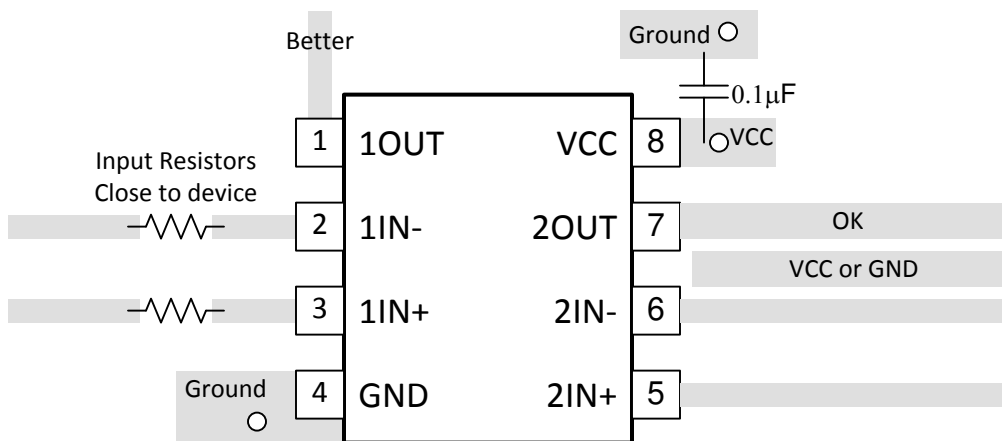 Better
Ground
0.1μF
1
1OUT
VCC
8
VCC
Input Resistors
Close to device
2
1IN-
2OUT
7
OK
VCC or GND
3
1IN+
2IN-
6
Ground
4
GND
2IN+
5